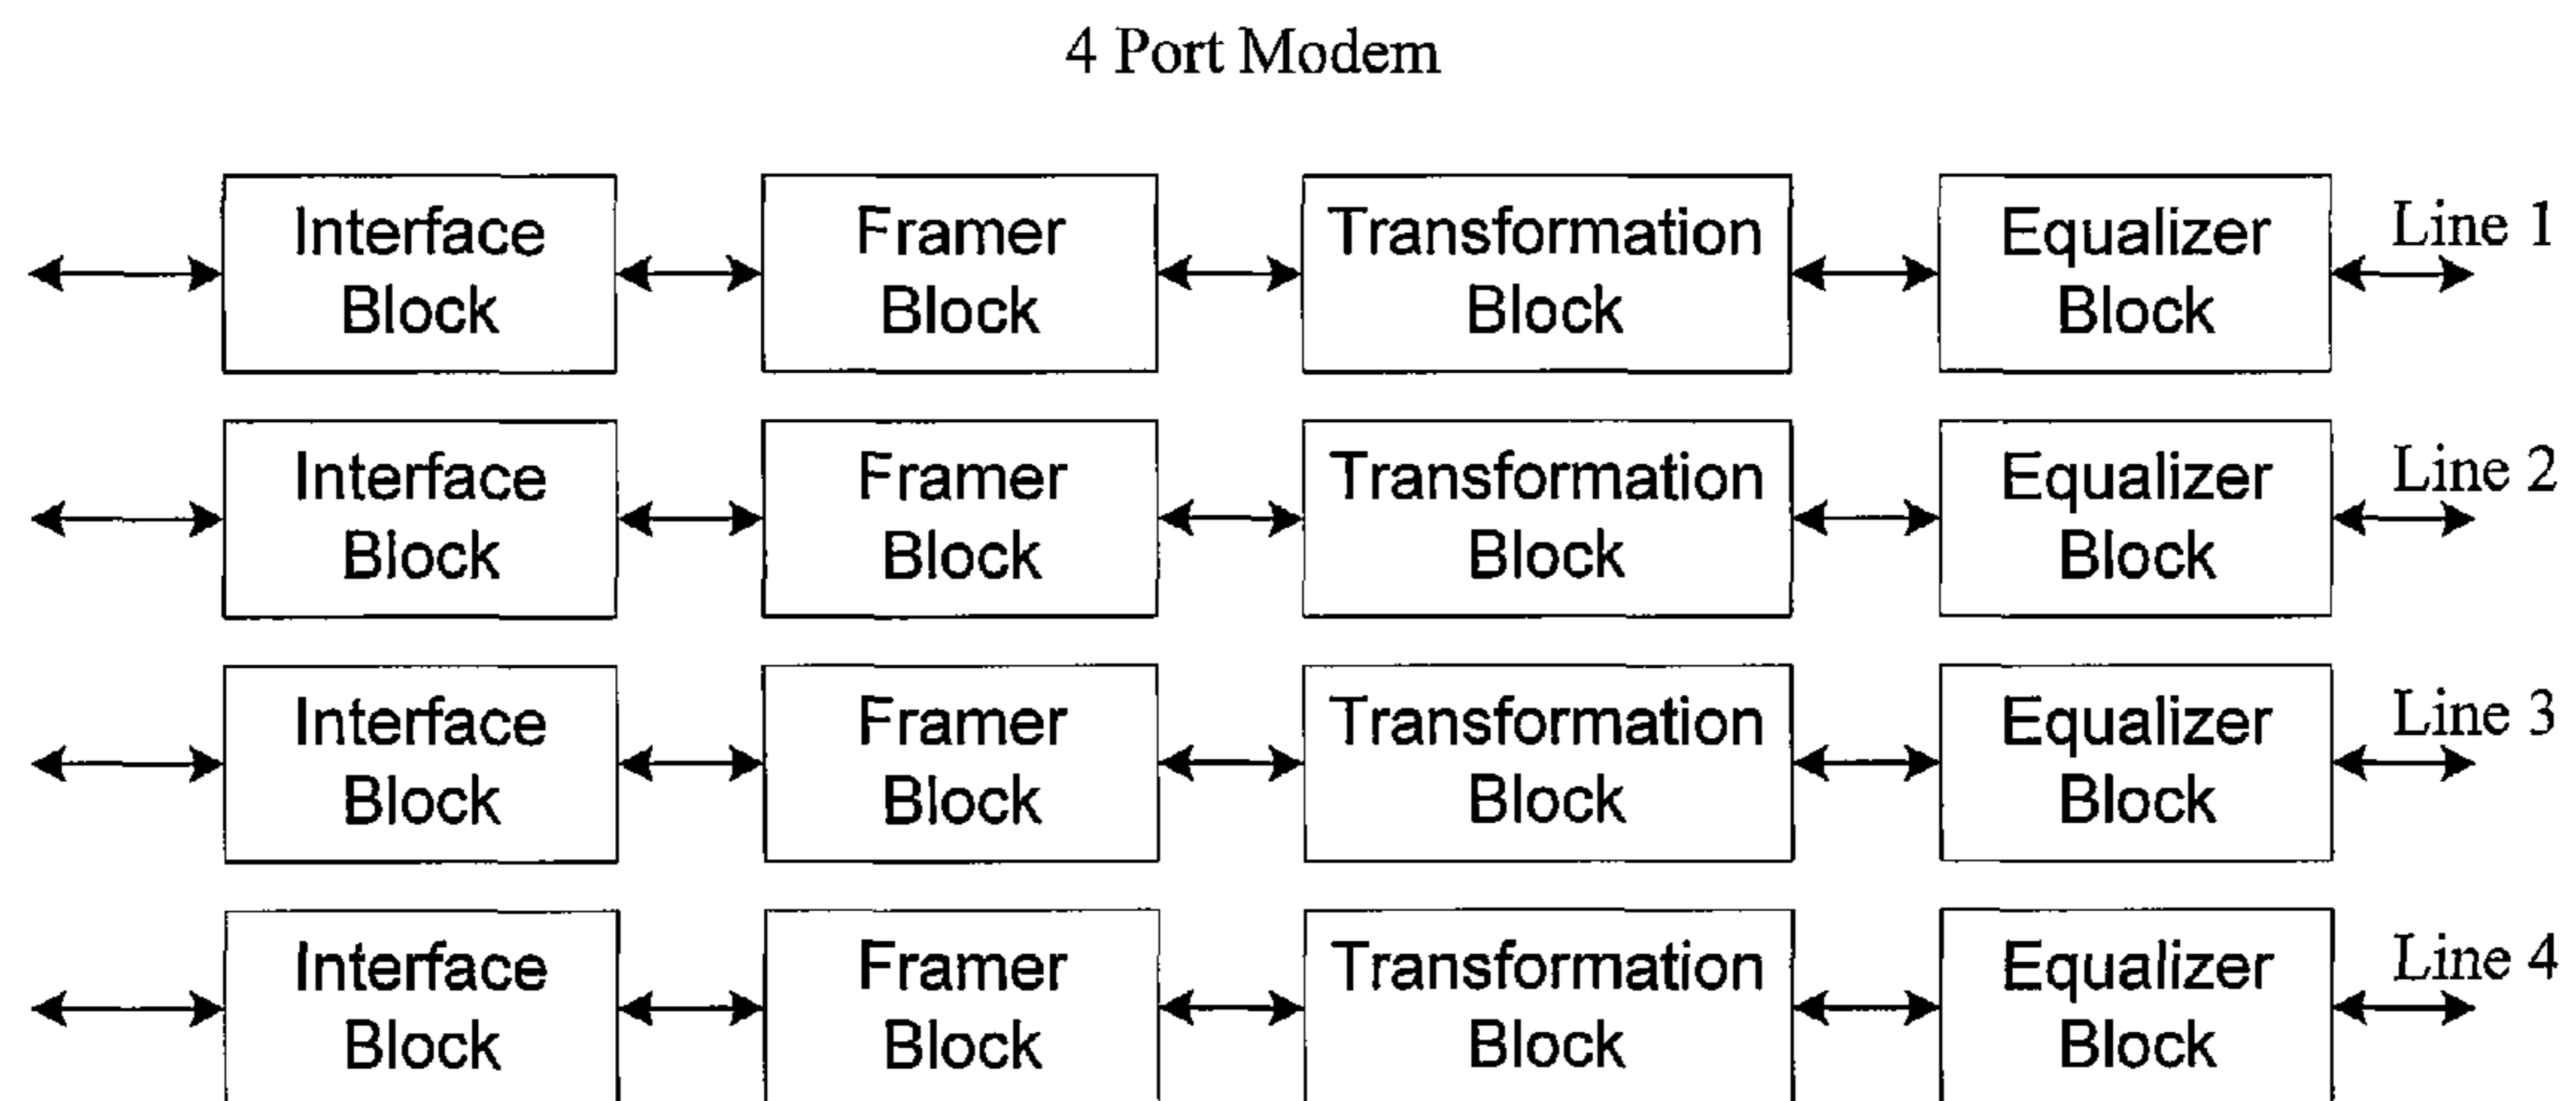 4 Port Modem
Interface Block
Framer Block
Transformation Block
Equalizer Block
Line 1
Interface Block
Framer Block
Transformation Block
Equalizer Block
Line 2
Interface Block
Framer Block
Transformation Block
Equalizer Block
Line 3
Interface Block
Framer Block
Transformation Block
Equalizer Block
Line 4